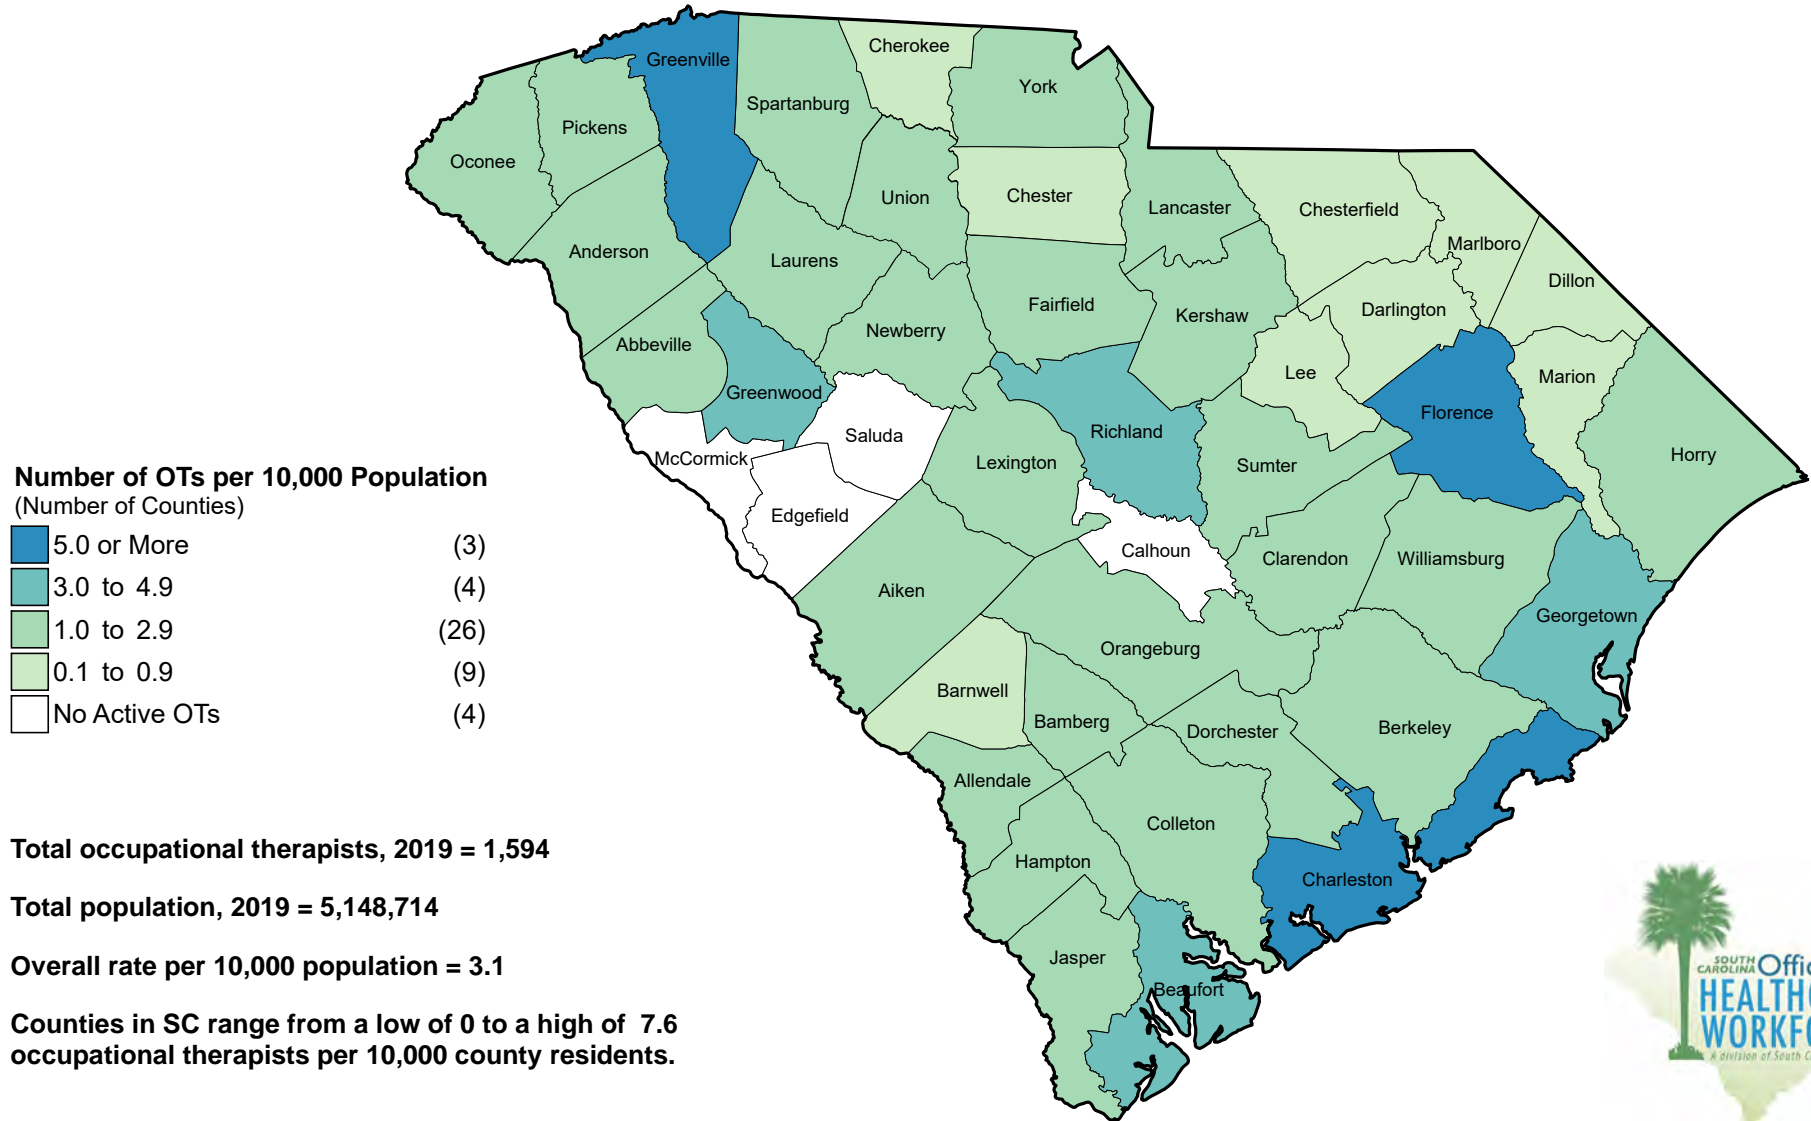 Greenville
Cherokee
York
Spartanburg
Pickens
Oconee
Union
Chester
Lancaster
Chesterfield
Marlboro
Anderson
Laurens
Dillon
Fairfield
Kershaw
Darlington
Newberry
Abbeville
Lee
Marion
Greenwood
Florence
Saluda
Richland
Horry
McCormick
Lexington
Sumter
Edgefield
Calhoun
Clarendon
Williamsburg
Aiken
Georgetown
Orangeburg
Barnwell
Bamberg
Dorchester
Berkeley
Allendale
Colleton
Hampton
Charleston
Jasper
Beaufort
Number of OTs per 10,000 Population
(Number of Counties)
5.0 or More (3)
3.0 to 4.9 (4)
1.0 to 2.9 (26)
0.1 to 0.9 (9)
No Active OTs (4)
Total occupational therapists, 2019 = 1,594
Total population, 2019 = 5,148,714
Overall rate per 10,000 population = 3.1
Counties in SC range from a low of 0 to a high of 7.6
occupational therapists per 10,000 county residents.
SOUTH
CAROLINA Offic
HEALTHC
WORKFO
A division of South C